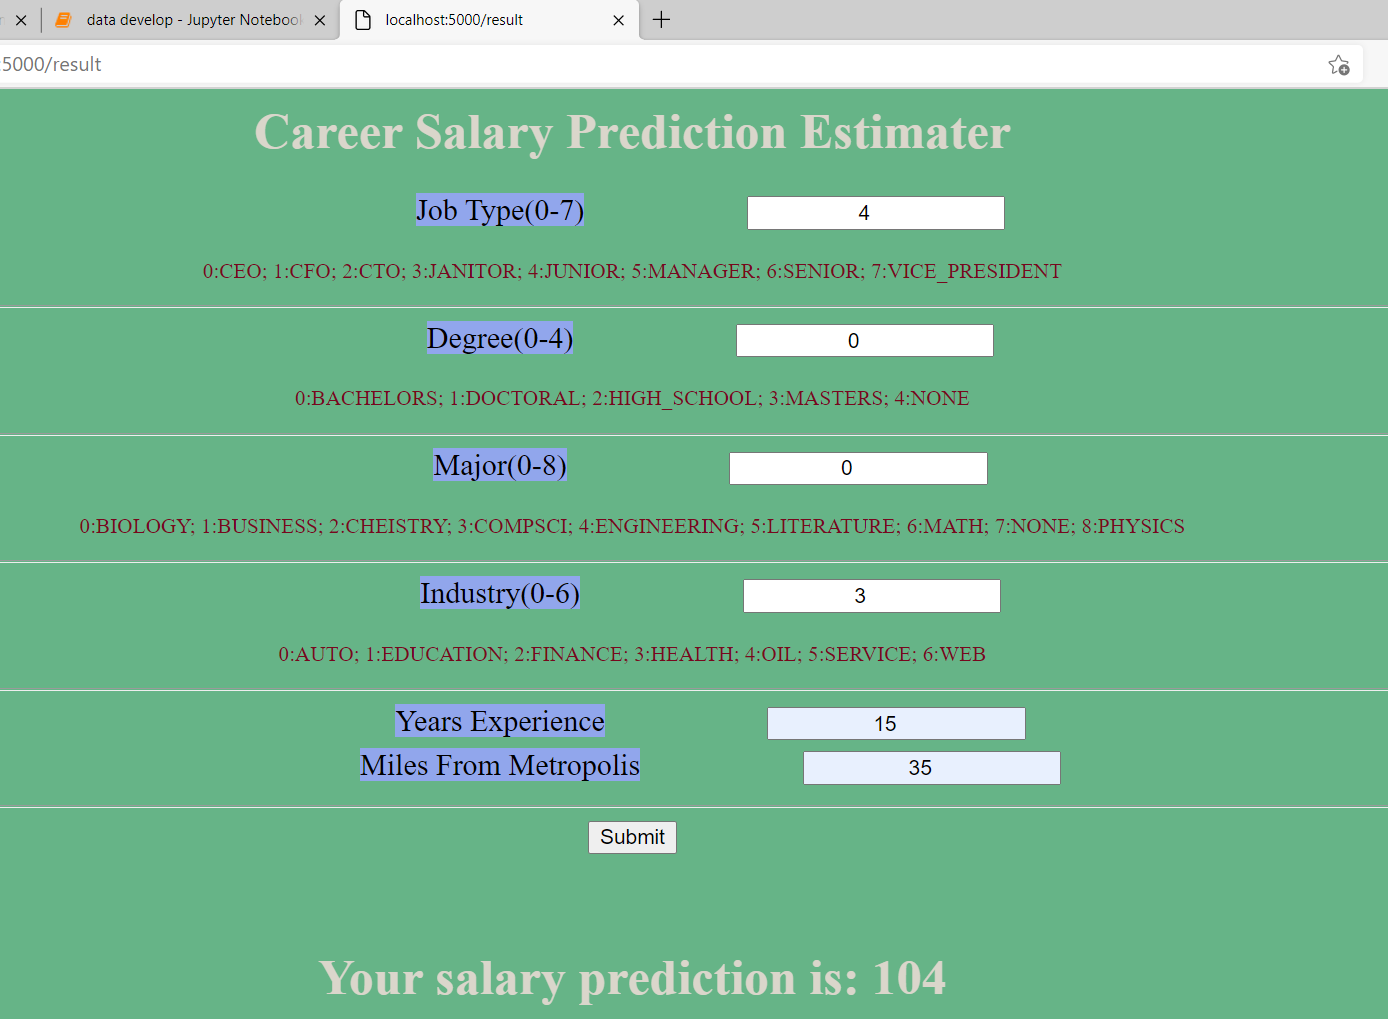 data develop - Jupyter Notebook
localhost:5000/result
:5000/result
Career Salary Prediction Estimater
Job Type(0-7) 4
0:CEO; 1:CFO; 2:CTO; 3:JANITOR; 4:JUNIOR; 5:MANAGER; 6:SENIOR; 7:VICE_PRESIDENT
Degree(0-4) 0
0:BACHELORS; 1:DOCTORAL; 2:HIGH_SCHOOL; 3:MASTERS; 4:NONE
Major(0-8) 0
0:BIOLOGY; 1:BUSINESS; 2:CHEISTRY; 3:COMPSCI; 4:ENGINEERING; 5:LITERATURE; 6:MATH; 7:NONE; 8:PHYSICS
Industry(0-6) 3
0:AUTO; 1:EDUCATION; 2:FINANCE; 3:HEALTH; 4:OIL; 5:SERVICE; 6:WEB
Years Experience 15
Miles From Metropolis 35
Submit
Your salary prediction is: 104